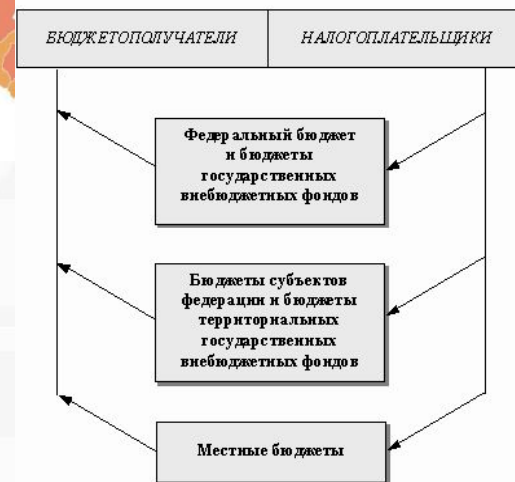 БЮДЖЕТОПОЛУЧАТЕЛИ
НАЛОГОПЛАТЕЛЬЩИКИ
Федеральный бюджет
и бюджеты
государственных
внебюджетных фондов
Бюджеты субъектов
федерации и бюджеты
территориальных
государственных
внебюджетных фондов
Местные бюджеты